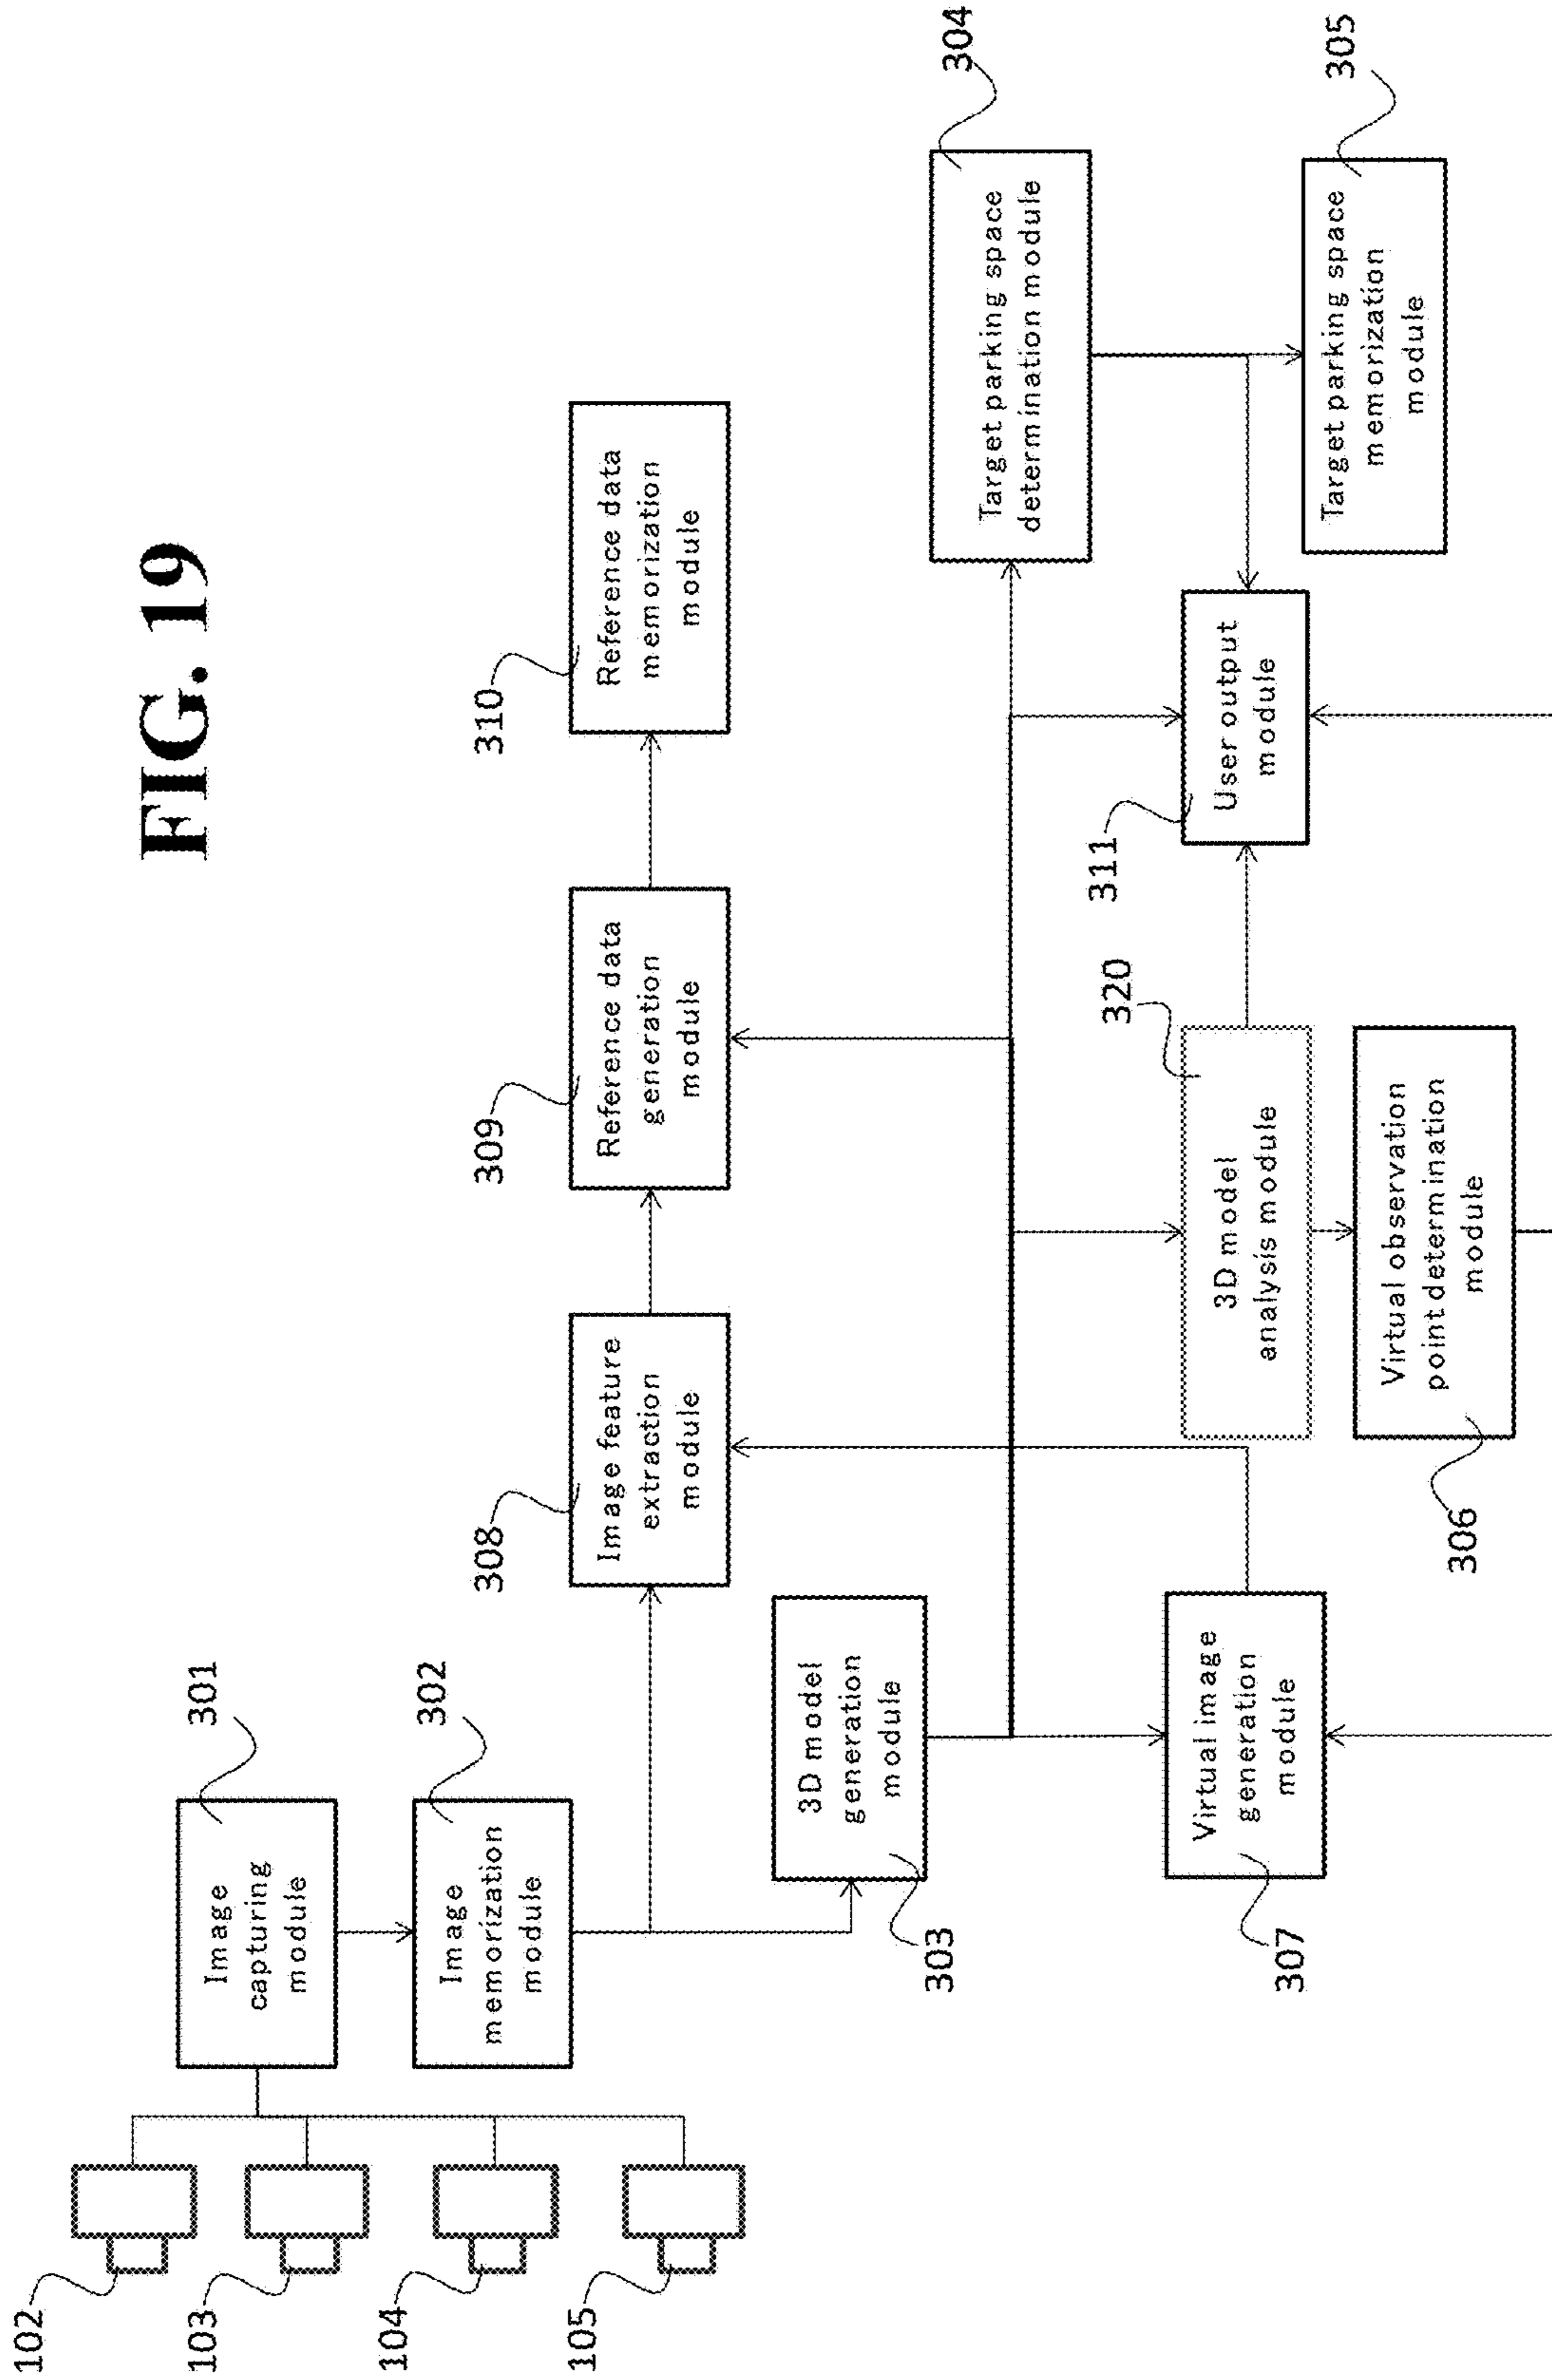 FIG. 19
102
103
104
105
301
Image
capturing
module
302
Image
memorization
module
308
Image feature
extraction
module
309
Reference data
generation
module
310
Reference data
memorization
module
303
3D model
generation
module
304
Target parking space
determination module
307
Virtual image
generation
module
320
3D model
analysis module
311
User output
module
305
Target parking space
memorization
module
306
Virtual observation
point determination
module